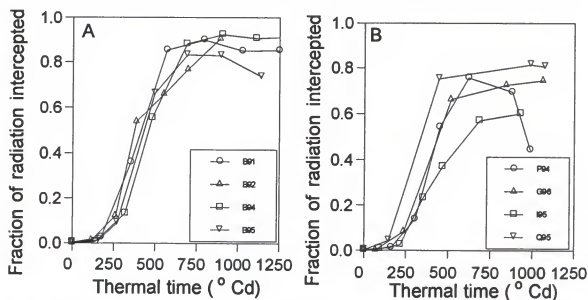 A
Fraction of radiation intercepted
1.0
0.8
0.6
0.4
0.2
0.0
B91
B92
B94
B95
0 250 500 750 1000 1250
Thermal time (°Cd)
B
Fraction of radiation intercepted
1.0
0.8
0.6
0.4
0.2
0.0
P94
G96
I95
Q95
0 250 500 750 1000 1250
Thermal time (°Cd)